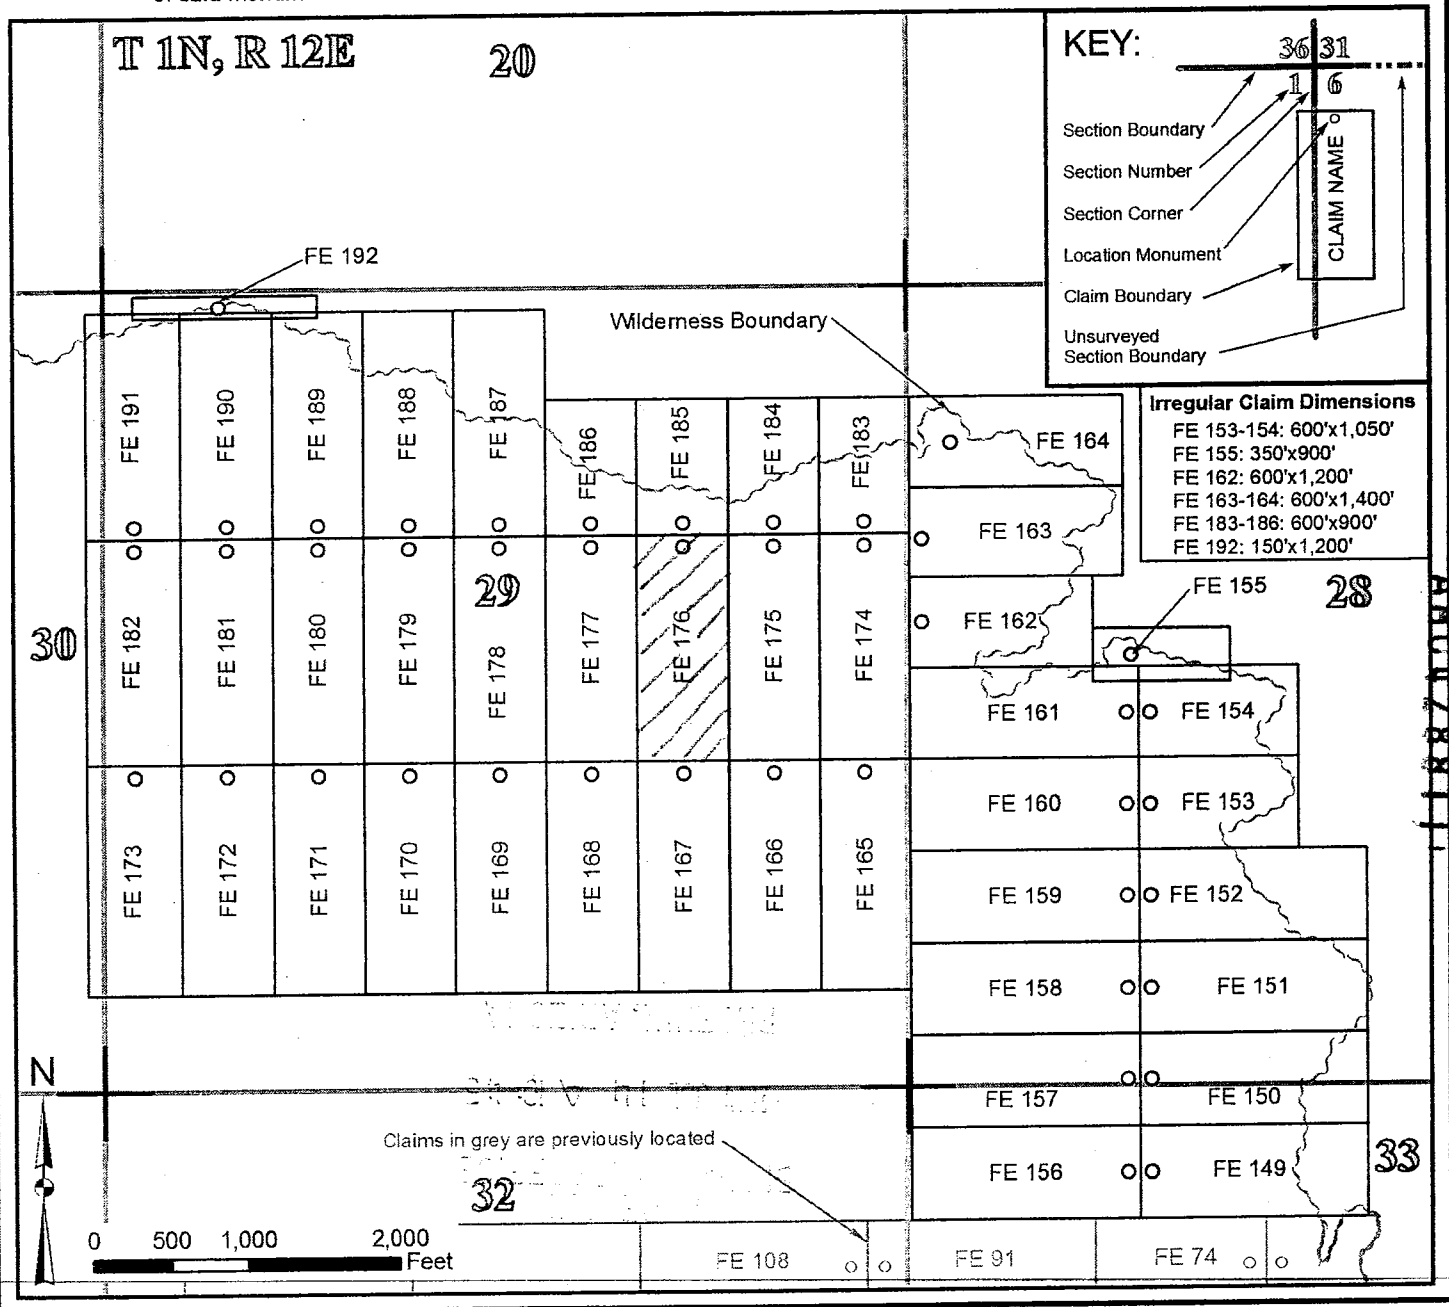 T 1N, R 12E
20
KEY:
36 31
1 6
Section Boundary
Section Number
Section Corner
Location Monument
Claim Boundary
Unsurveyed
Section Boundary
CLAIM NAME
FE 192
Wilderness Boundary
Irregular Claim Dimensions
FE 153-154: 600'x1,050'
FE 155: 350'x900'
FE 162: 600'x1,200'
FE 163-164: 600'x1,400'
FE 183-186: 600'x900'
FE 192: 150'x1,200'
FE 191
FE 190
FE 189
FE 188
FE 187
FE 186
FE 185
FE 184
FE 183
FE 164
FE 163
29
FE 155
28
30
FE 182
FE 181
FE 180
FE 179
FE 178
FE 177
FE 176
FE 175
FE 174
FE 162
FE 161
FE 154
FE 160
FE 153
FE 173
FE 172
FE 171
FE 170
FE 169
FE 168
FE 167
FE 166
FE 165
FE 159
FE 152
FE 158
FE 151
N
FE 157
FE 150
Claims in grey are previously located
32
FE 156
FE 149
33
0 500 1,000 2,000
Feet
FE 108
FE 91
FE 74